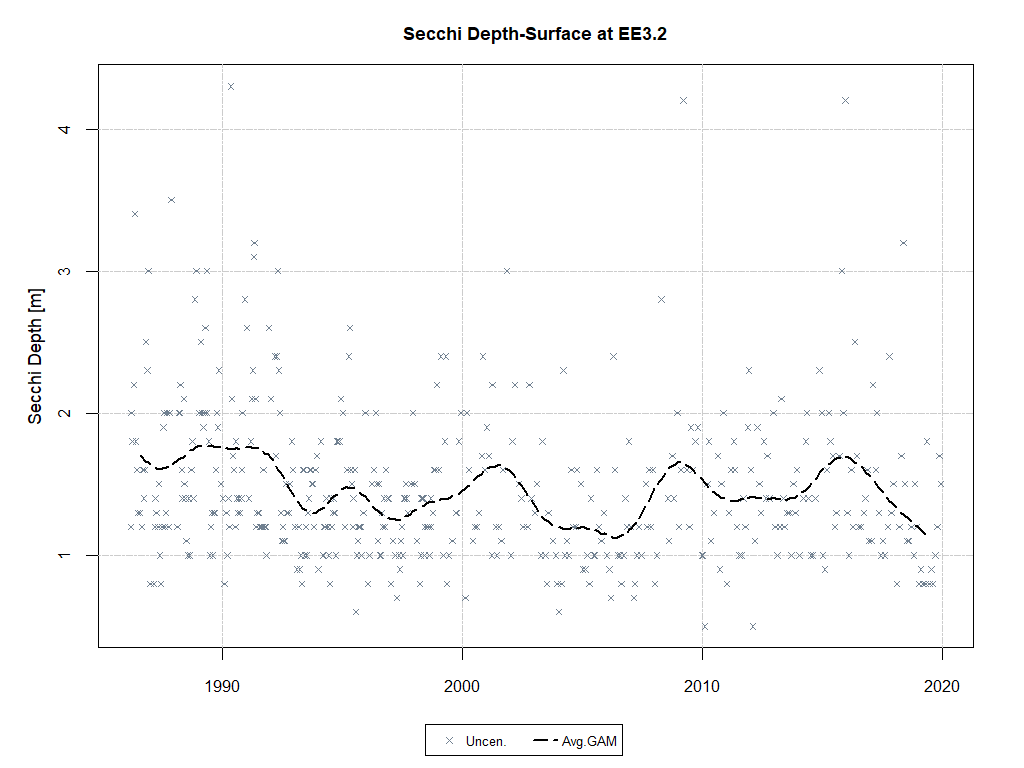 Secchi Depth-Surface at EE3.2
Secchi Depth [m]
4
3
2
1
1990 2000 2010 2020
Uncen. Avg.GAM